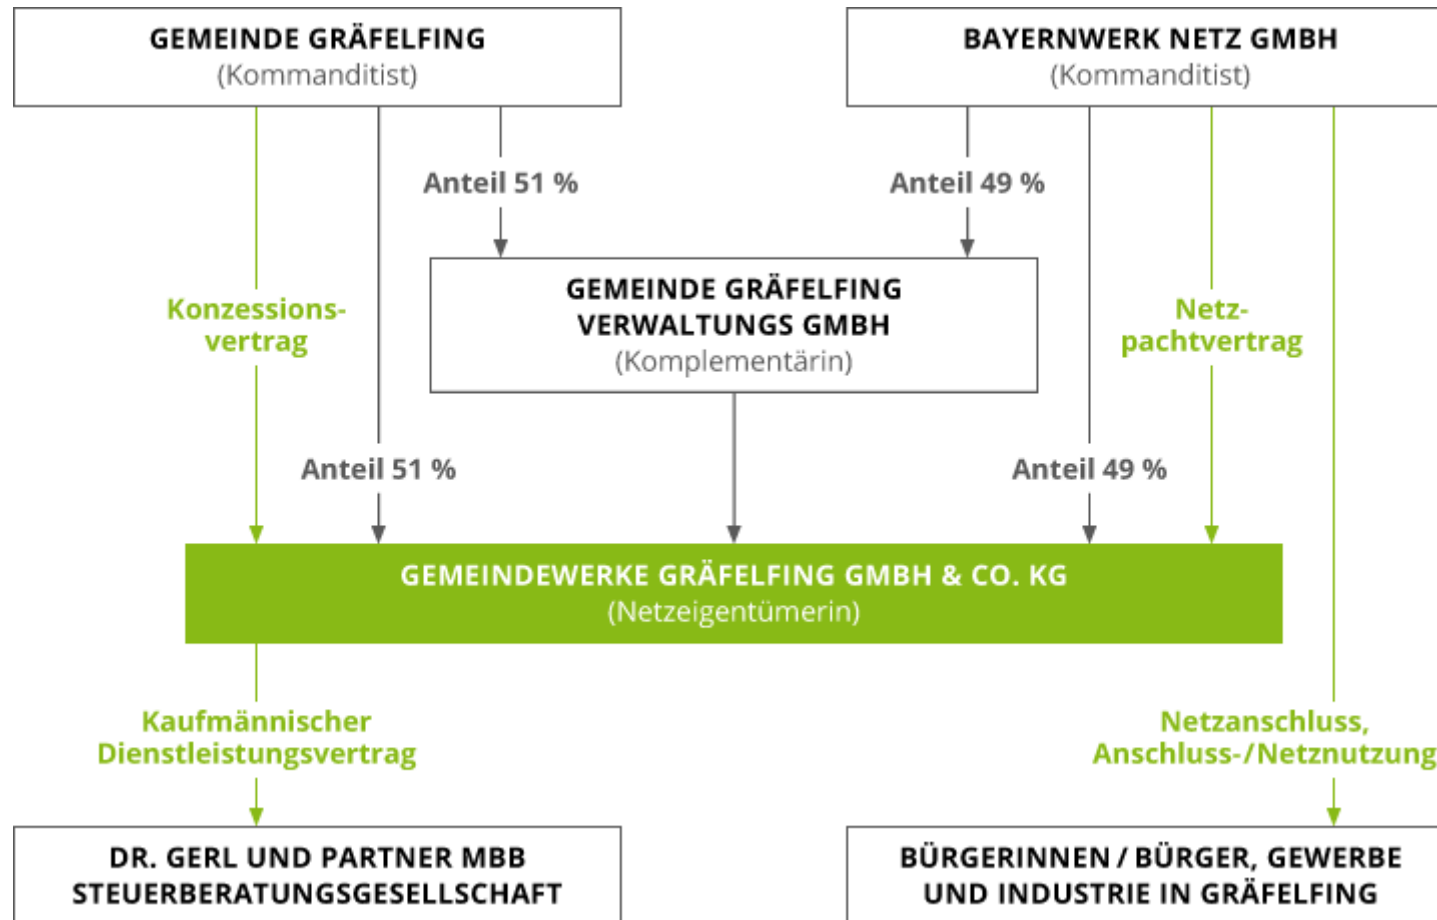 GEMEINDE GRÄFELFING
(Kommanditist)
BAYERNWERK NETZ GMBH
(Kommanditist)
Anteil 51 %
Anteil 49 %
GEMEINDE GRÄFELFING
VERWALTUNGS GMBH
(Komplementärin)
Konzessions-
vertrag
Netz-
pachtvertrag
Anteil 51 %
Anteil 49 %
GEMEINDEWERKE GRÄFELFING GMBH & CO. KG
(Netzeigentümerin)
Kaufmännischer
Dienstleistungsvertrag
Netzanschluss,
Anschluss-/Netznutzung
DR. GERL UND PARTNER MBB
STEUERBERATUNGSGESELLSCHAFT
BÜRGERINNEN / BÜRGER, GEWERBE
UND INDUSTRIE IN GRÄFELFING